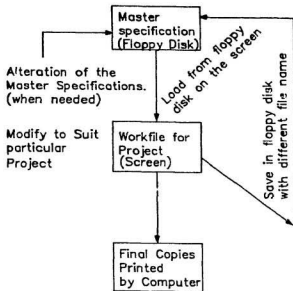 Master
specification
(Floppy Disk)
Alteration of the
Master Specifications.
(when needed)
Load from floppy
disk on the screen
Modify to Suit
particular
Project
Workfile for
Project
(Screen)
Save in floppy disk
with different file name
Final Copies
Printed
by Computer